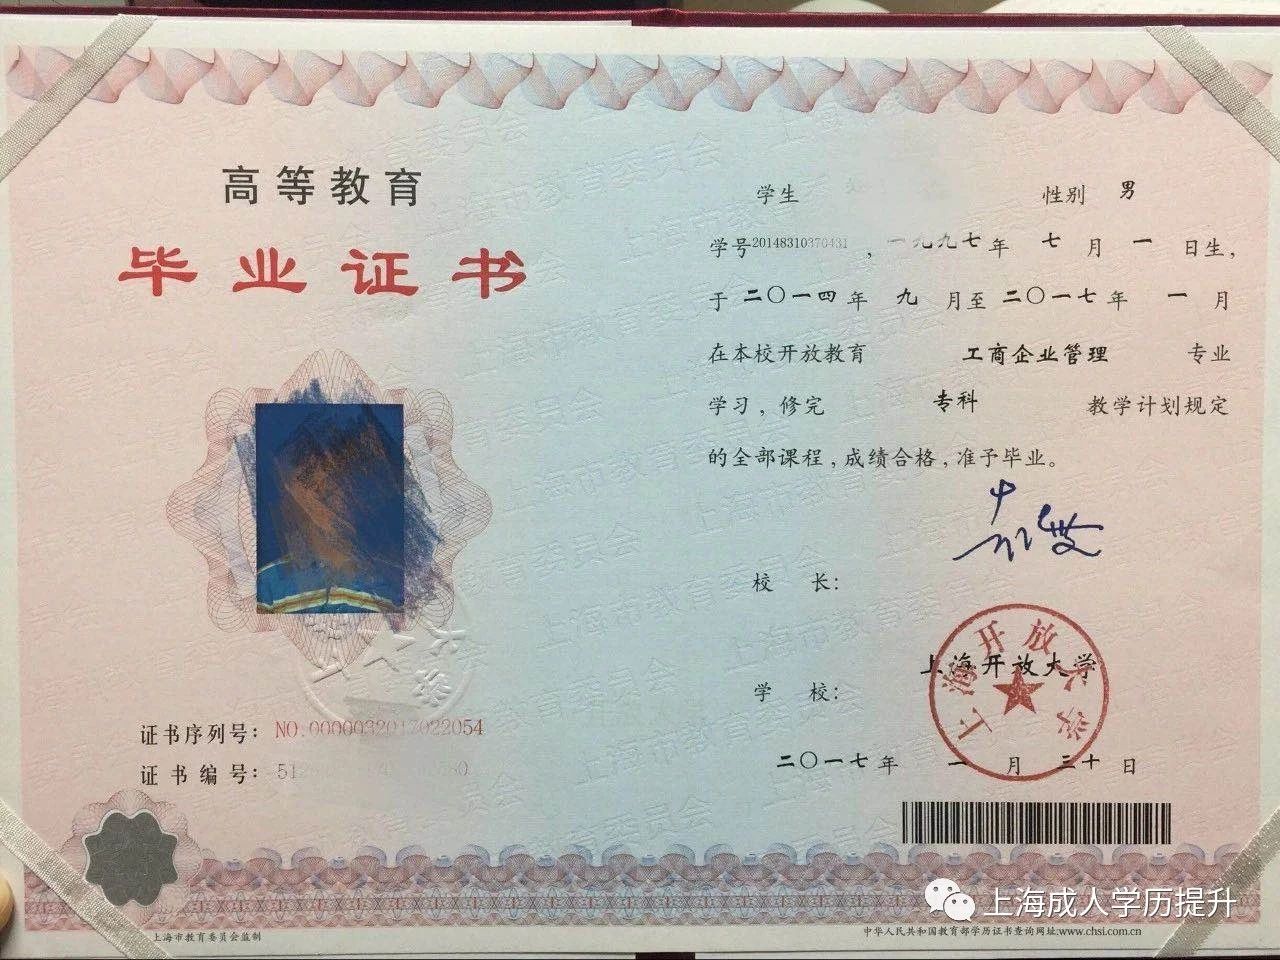 高等教育
毕业证书
证书序列号：NO.0000032017022054
证书编号：
上海市教育委员会监制
学生 性别 男
学号20148310370431，一九九七年七月一日生，
于二〇一四年九月至二〇一七年一月
在本校开放教育 工商企业管理 专业
学习，修完 专科 教学计划规定
的全部课程，成绩合格，准予毕业。
校 长：
学 校：上海开放大学
上海开放大学
二〇一七年一月三十日
中华人民共和国教育部学历证书查询网址:www.chsi.com.cn
上海成人学历提升